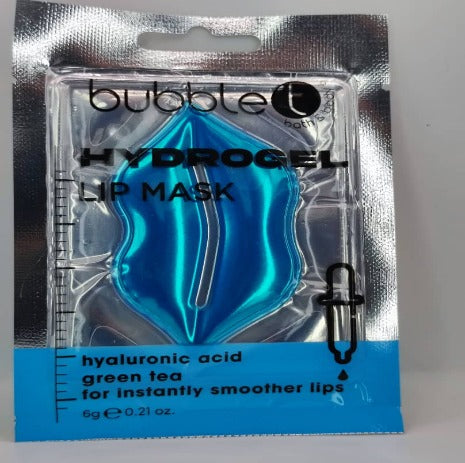 bubble t
bath & body
HYDROGEL
LIP MASK
hyaluronic acid
green tea
for instantly smoother lips
6g ℮ 0.21 oz.